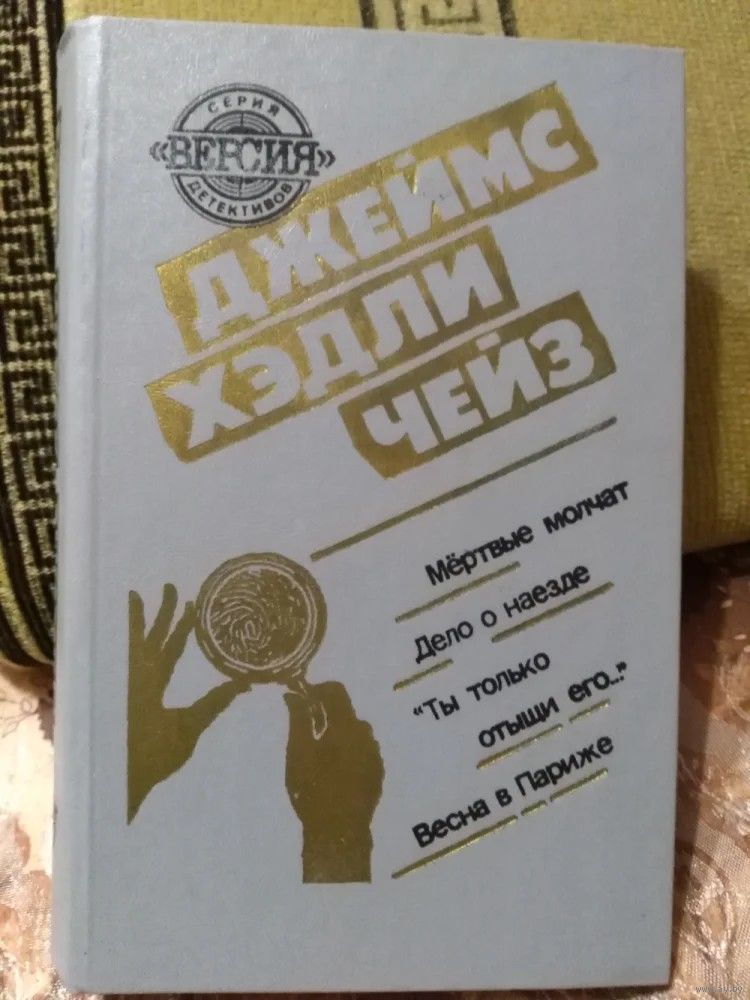 СЕРИЯ
«ВЕРСИЯ»
ДЕТЕКТИВОВ
ДЖЕЙМС
ХЭДЛИ
ЧЕЙЗ
Мёртвые молчат
Дело о наезде
“Ты только
отыщи его...”
Весна в Париже